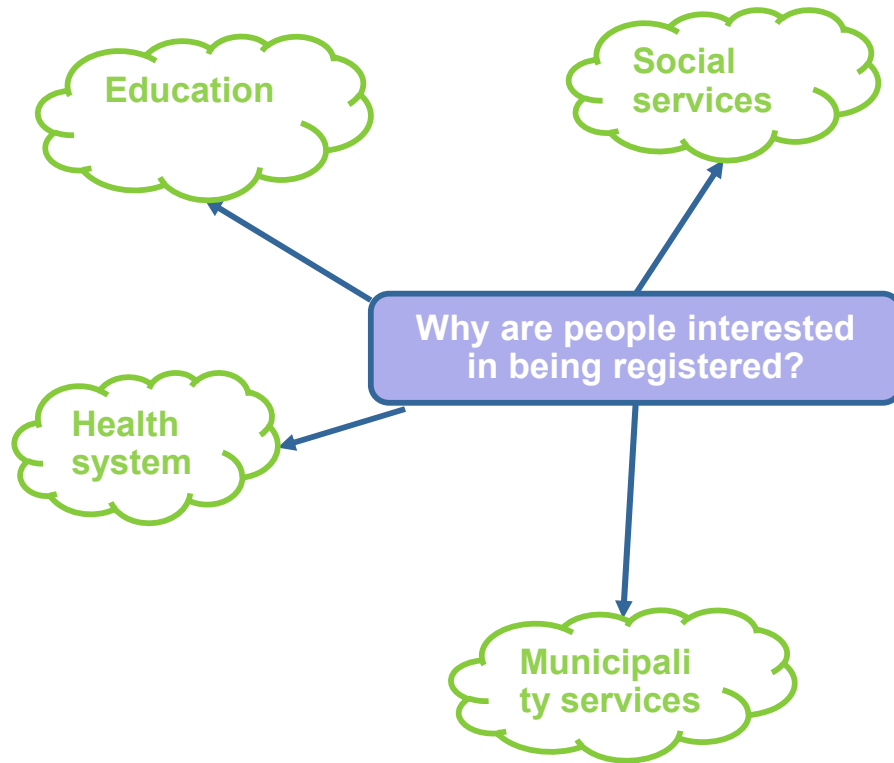 Education
Social
services
Why are people interested
in being registered?
Health
system
Municipali
ty services